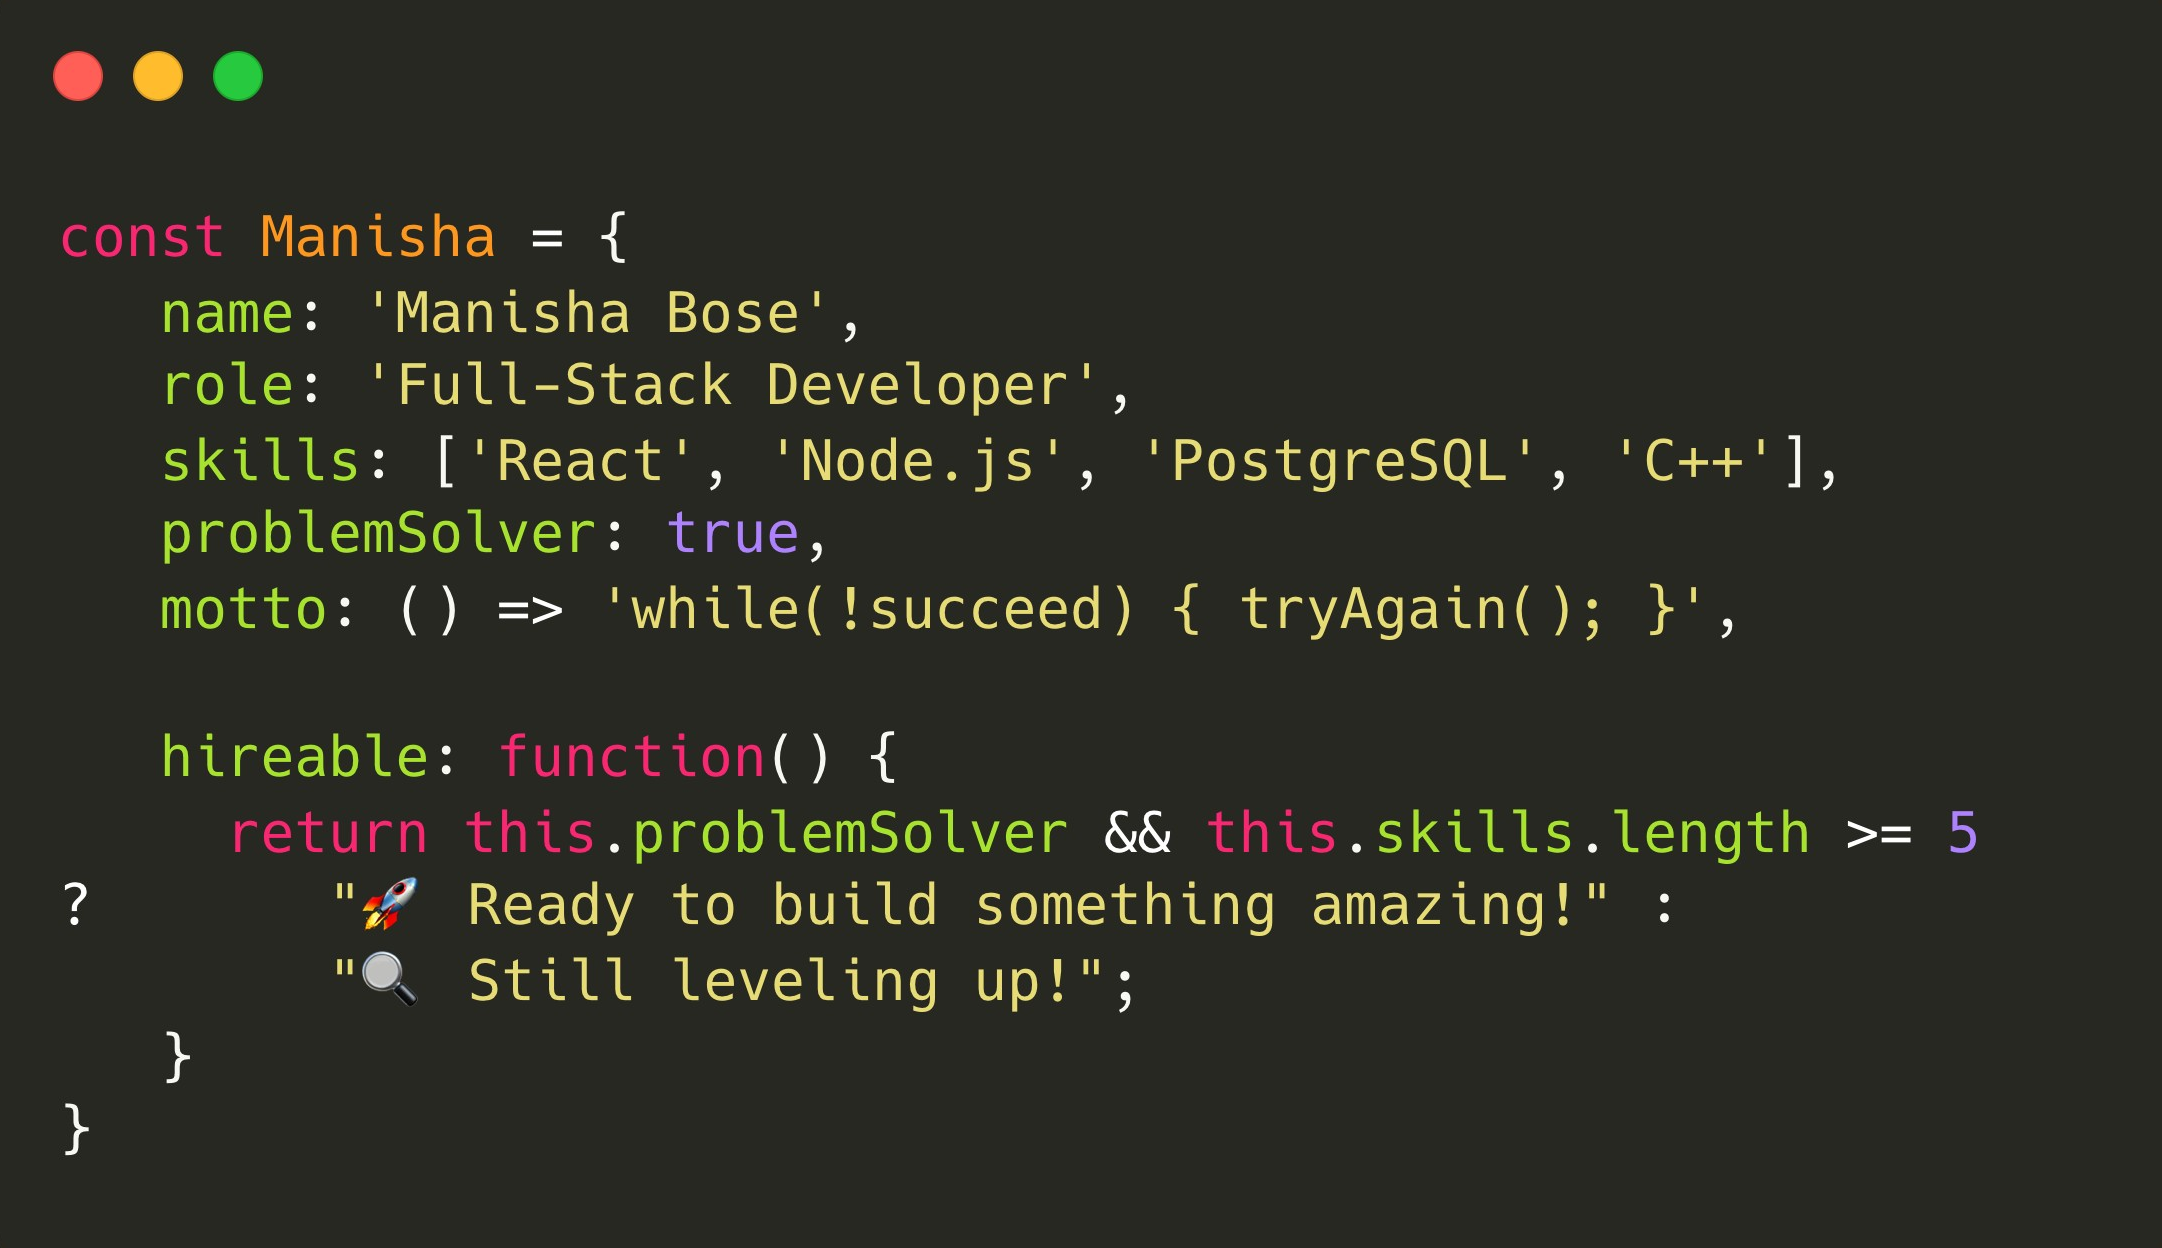 const Manisha = {
   name: 'Manisha Bose',
   role: 'Full-Stack Developer',
   skills: ['React', 'Node.js', 'PostgreSQL', 'C++'],
   problemSolver: true,
   motto: () => 'while(!succeed) { tryAgain(); }',

   hireable: function() {
     return this.problemSolver && this.skills.length >= 5
?       "🚀 Ready to build something amazing!" :
        "🔍 Still leveling up!";
   }
}